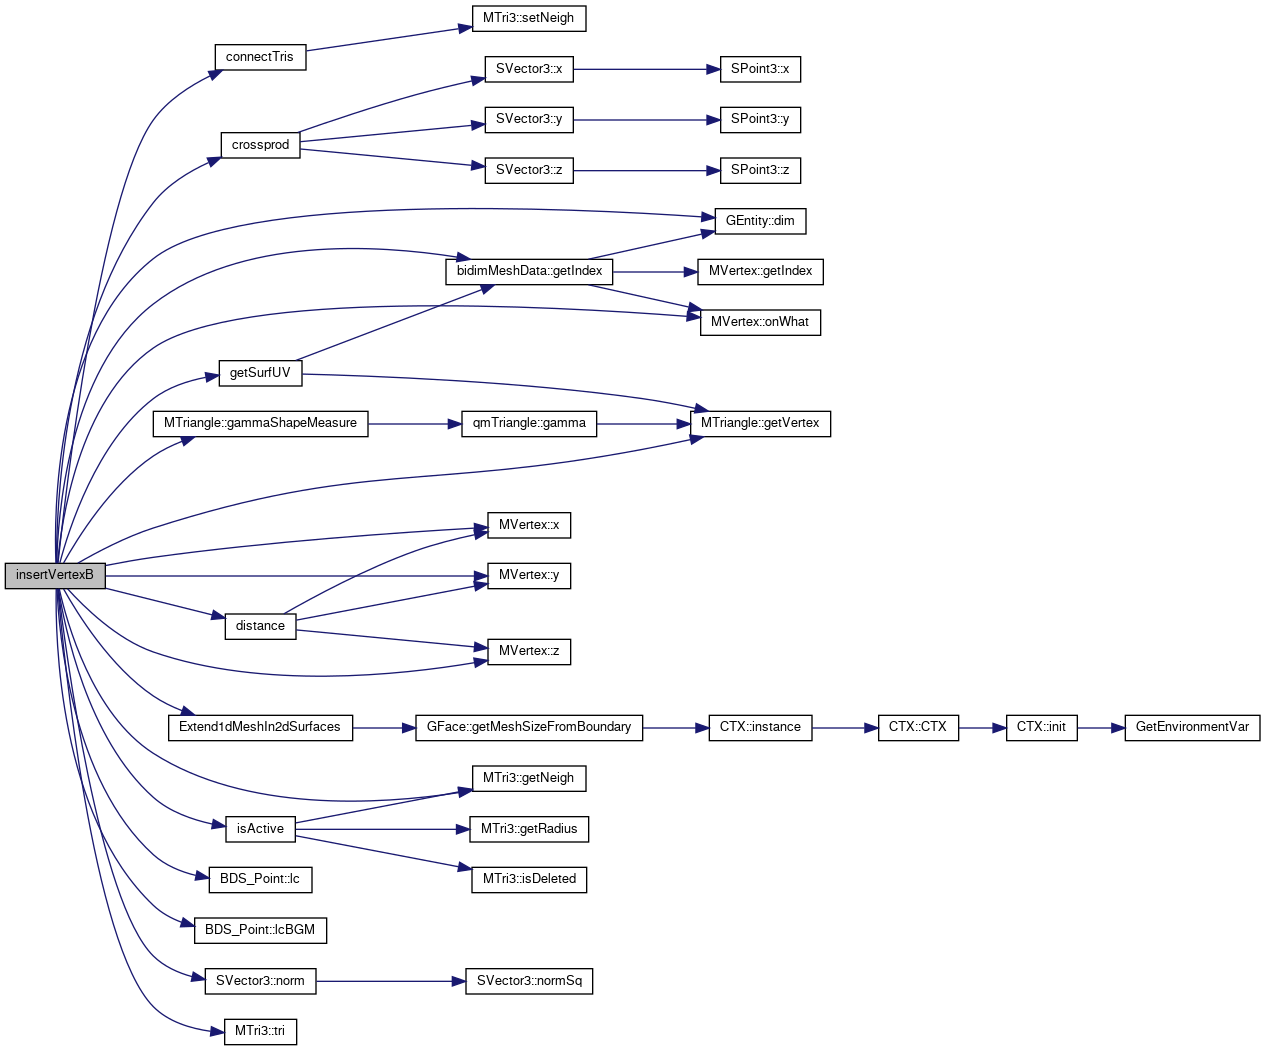 MTri3::setNeigh
connectTris
SVector3::x
SPoint3::x
SVector3::y
SPoint3::y
crossprod
SVector3::z
SPoint3::z
GEntity::dim
bidimMeshData::getIndex
MVertex::getIndex
MVertex::onWhat
getSurfUV
MTriangle::gammaShapeMeasure
qmTriangle::gamma
MTriangle::getVertex
MVertex::x
insertVertexB
MVertex::y
distance
MVertex::z
Extend1dMeshIn2dSurfaces
GFace::getMeshSizeFromBoundary
CTX::instance
CTX::CTX
CTX::init
GetEnvironmentVar
MTri3::getNeigh
isActive
MTri3::getRadius
BDS_Point::lc
MTri3::isDeleted
BDS_Point::lcBGM
SVector3::norm
SVector3::normSq
MTri3::tri